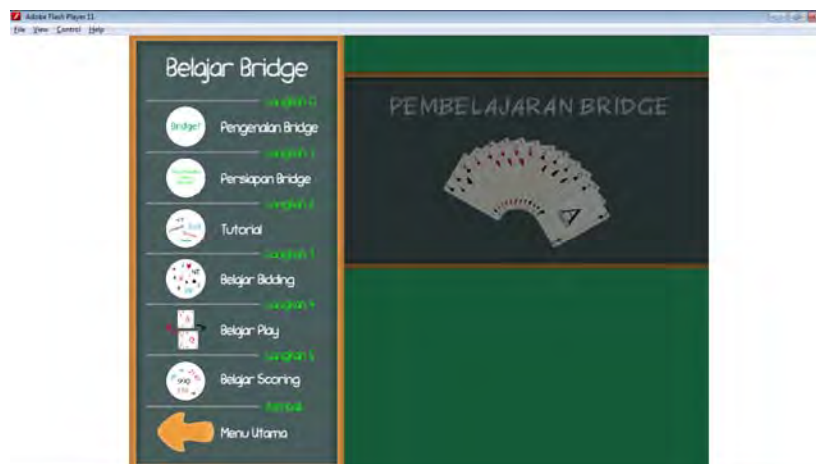 Adobe Flash Player 11
File View Control Help
Belajar Bridge
Langkah 0
Bridge?
Pengenalan Bridge
Langkah 1
Persiapan Bridge
Langkah 2
Tutorial
Langkah 3
Belajar Bidding
Langkah 4
Belajar Play
Langkah 5
990
Belajar Scoring
Kembali
Menu Utama
PEMBELAJARAN BRIDGE
A